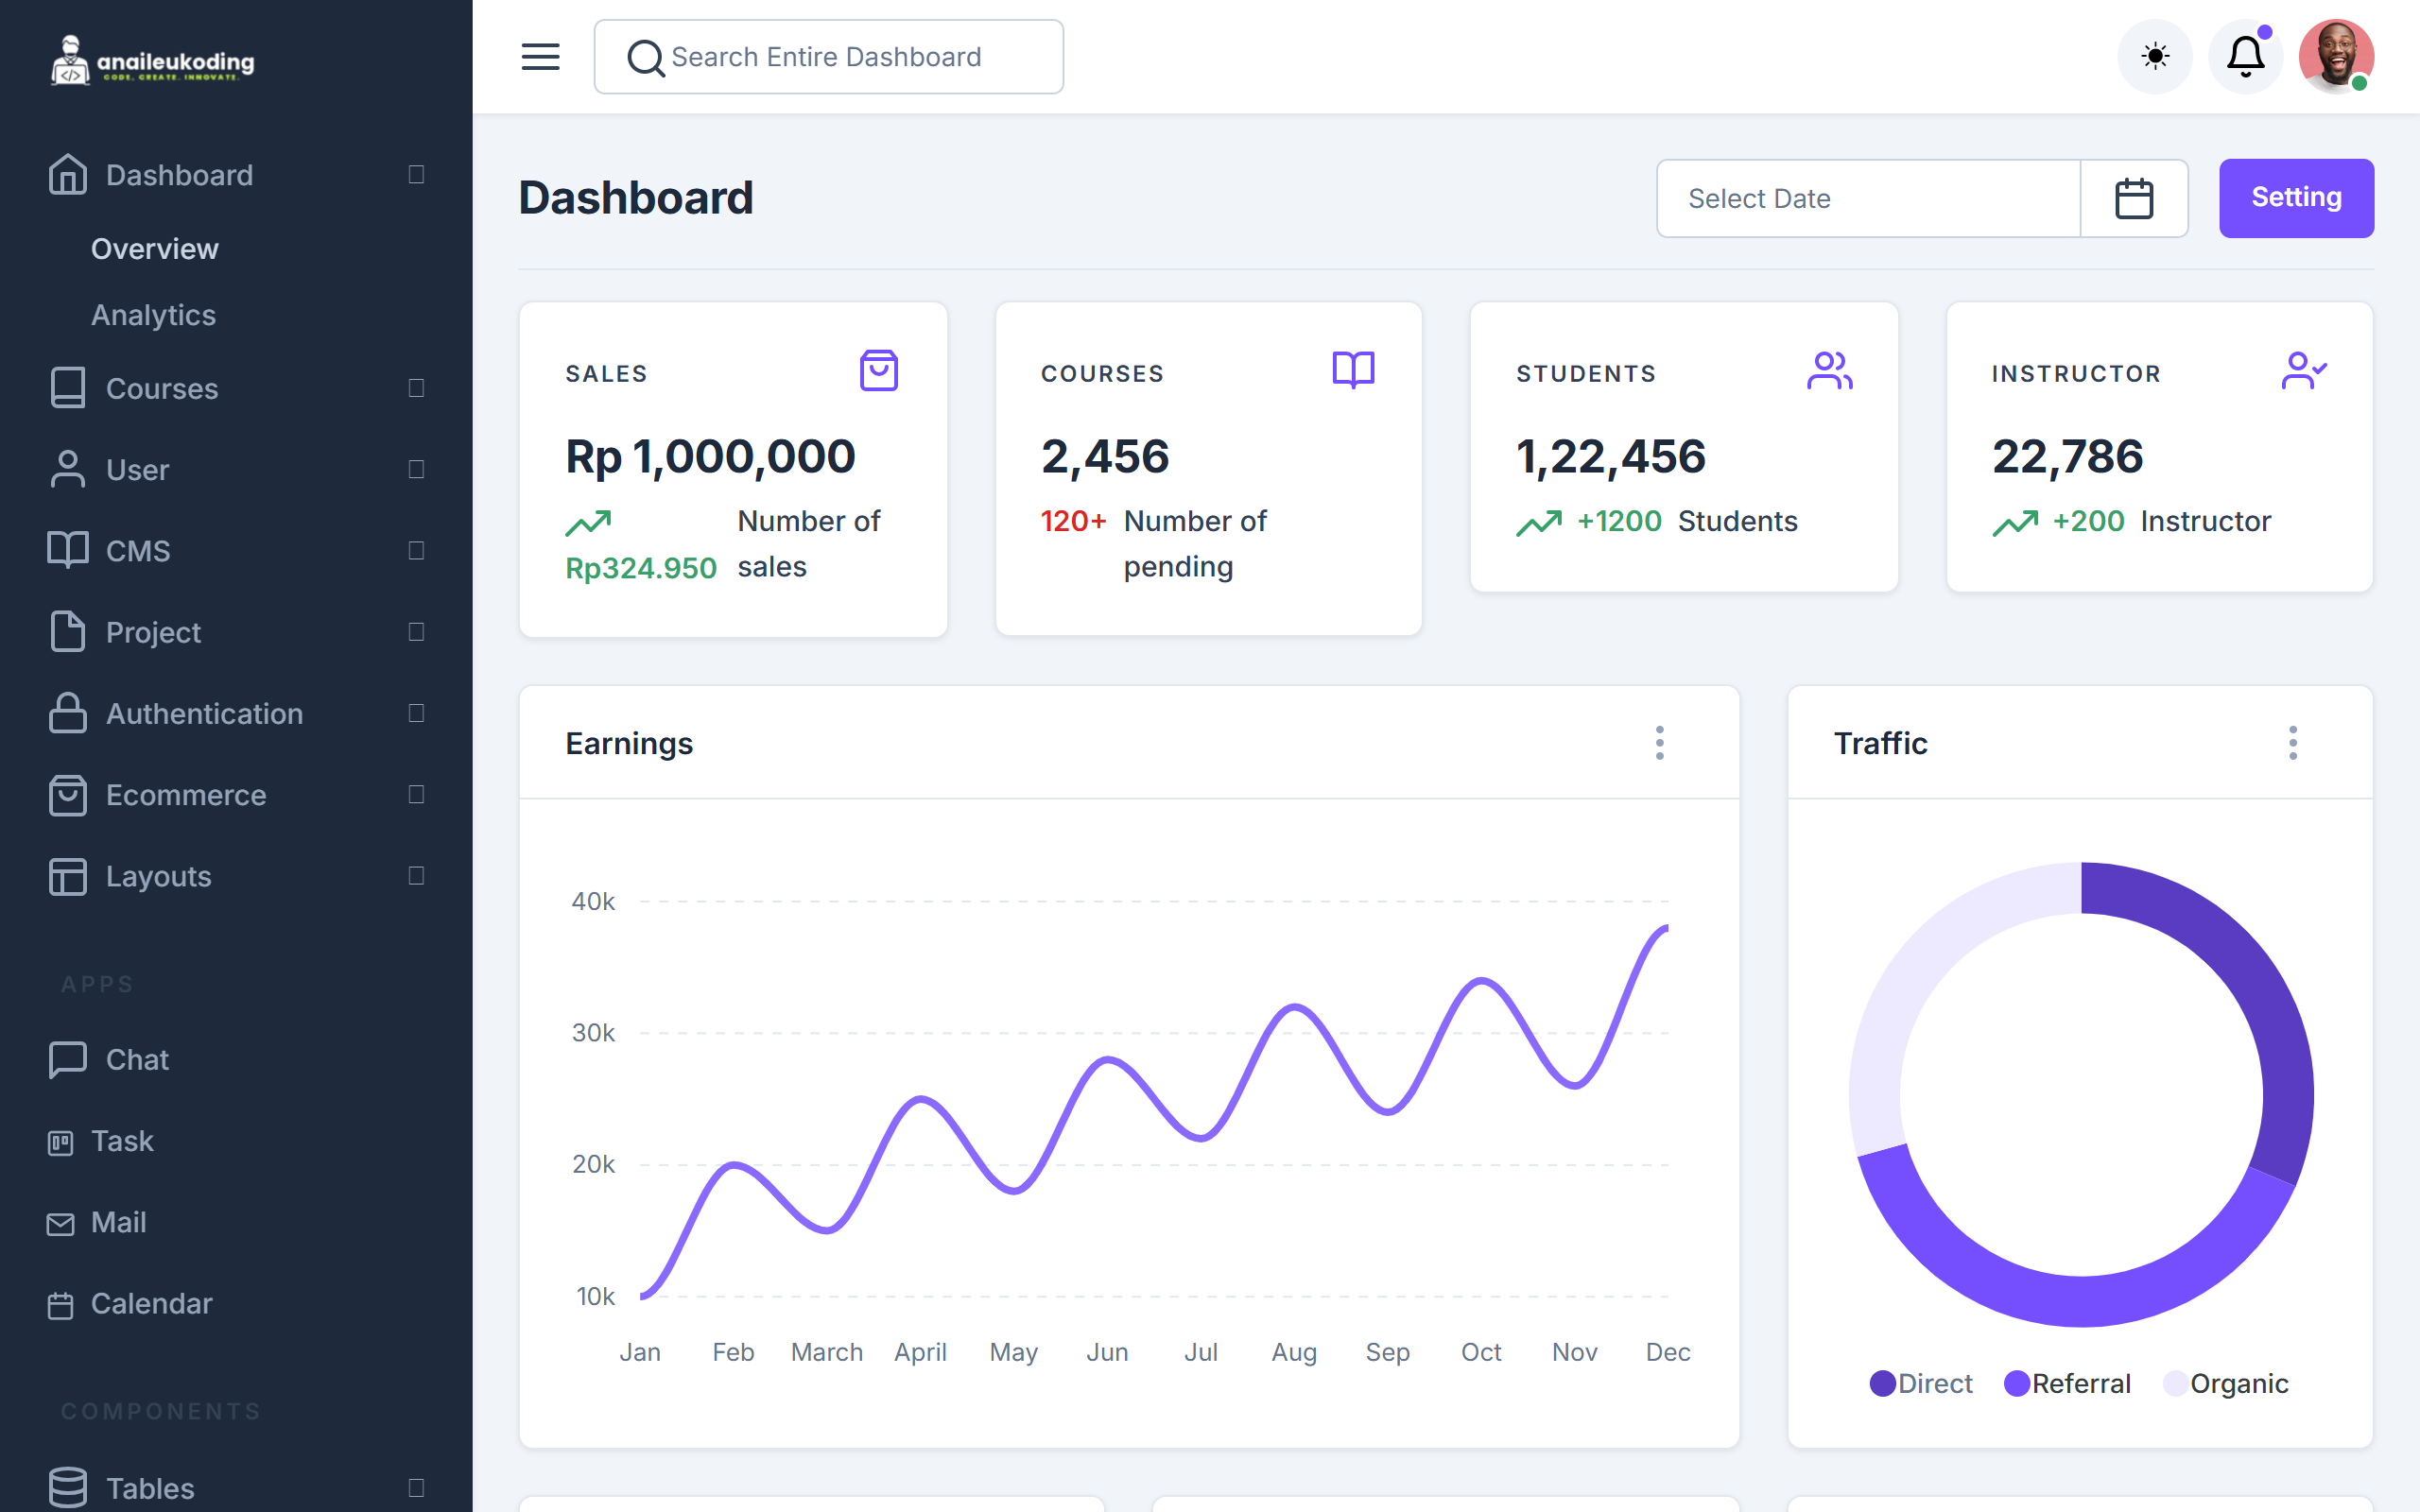 anaileukoding
CODE. CREATE. INNOVATE.
Dashboard
Overview
Analytics
Courses
User
CMS
Project
Authentication
Ecommerce
Layouts
APPS
Chat
Task
Mail
Calendar
COMPONENTS
Tables
Search Entire Dashboard
Dashboard
Select Date
Setting
SALES
Rp 1,000,000
Rp324.950
Number of
sales
COURSES
2,456
120+ Number of
pending
STUDENTS
1,22,456
+1200 Students
INSTRUCTOR
22,786
+200 Instructor
Earnings
40k
30k
20k
10k
Jan Feb March April May Jun Jul Aug Sep Oct Nov Dec
Traffic
Direct Referral Organic